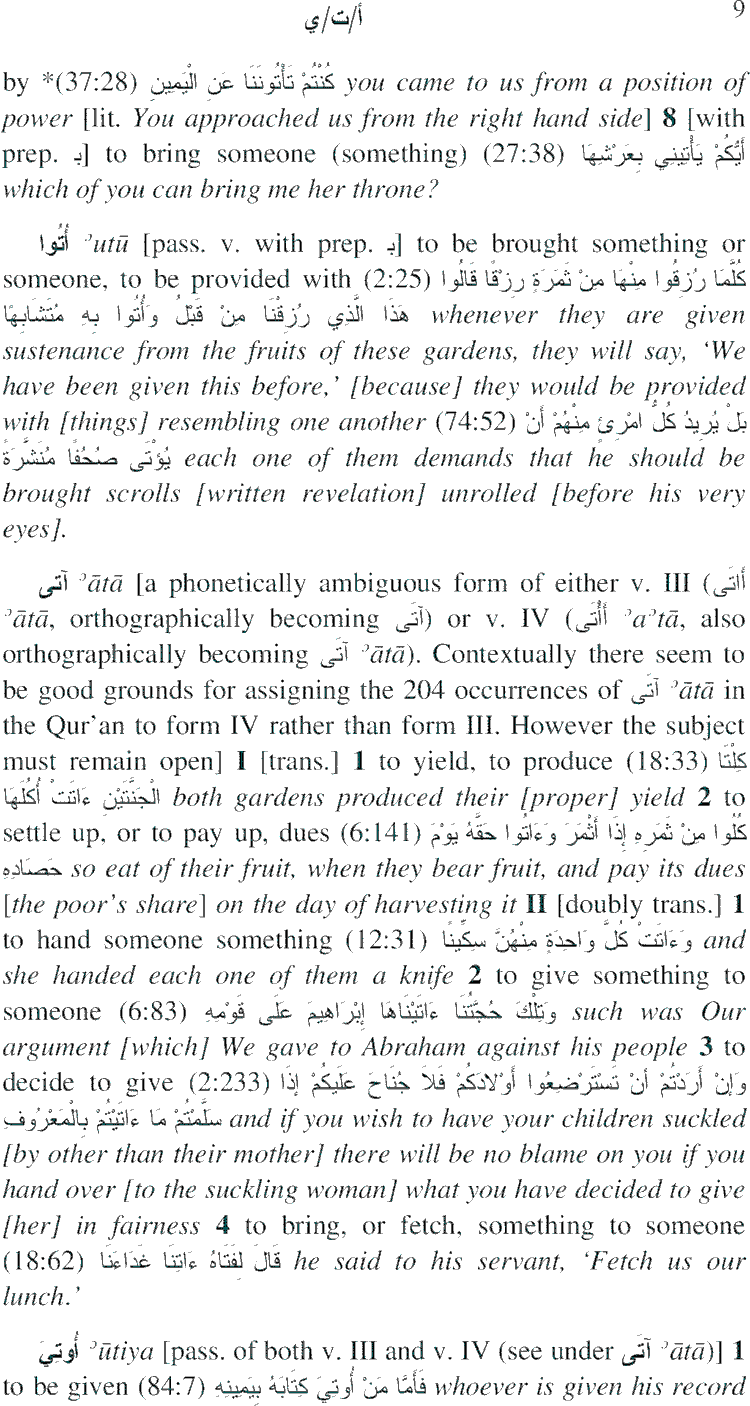 أ/ت/ي 9
by *(37:28) كُنْتُمْ تَأْتُونَنَا عَنِ الْيَمِينِ you came to us from a position of
power [lit. You approached us from the right hand side] 8 [with
prep. بـ] to bring someone (something) (27:38) أَيُّكُمْ يَأْتِينِي بِعَرْشِهَا
which of you can bring me her throne?
أُتُوا ʾutū [pass. v. with prep. بـ] to be brought something or
someone, to be provided with (2:25) كُلَّمَا رُزِقُوا مِنْهَا مِنْ ثَمَرَةٍ رِزْقًا قَالُوا
هَذَا الَّذِي رُزِقْنَا مِنْ قَبْلُ وَأُتُوا بِهِ مُتَشَابِهًا whenever they are given
sustenance from the fruits of these gardens, they will say, ‘We
have been given this before,’ [because] they would be provided
with [things] resembling one another (74:52) بَلْ يُرِيدُ كُلُّ امْرِئٍ مِنْهُمْ أَنْ
يُؤْتَى صُحُفًا مُنَشَّرَةً each one of them demands that he should be
brought scrolls [written revelation] unrolled [before his very
eyes].
آتى ʾātā [a phonetically ambiguous form of either v. III (أَاتَى
ʾātā, orthographically becoming آتَى) or v. IV (أَأْتَى ʾaʾtā, also
orthographically becoming آتَى ʾātā). Contextually there seem to
be good grounds for assigning the 204 occurrences of آتَى ʾātā in
the Qur’an to form IV rather than form III. However the subject
must remain open] I [trans.] 1 to yield, to produce (18:33) كِلْتَا
الْجَنَّتَيْنِ ءَاتَتْ أُكُلَهَا both gardens produced their [proper] yield 2 to
settle up, or to pay up, dues (6:141) كُلُوا مِنْ ثَمَرِهِ إِذَا أَثْمَرَ وَءَاتُوا حَقَّهُ يَوْمَ
حَصَادِهِ so eat of their fruit, when they bear fruit, and pay its dues
[the poor’s share] on the day of harvesting it II [doubly trans.] 1
to hand someone something (12:31) وَءَاتَتْ كُلَّ وَاحِدَةٍ مِنْهُنَّ سِكِّينًا and
she handed each one of them a knife 2 to give something to
someone (6:83) وَتِلْكَ حُجَّتُنَا ءَاتَيْنَاهَا إِبْرَاهِيمَ عَلَى قَوْمِهِ such was Our
argument [which] We gave to Abraham against his people 3 to
decide to give (2:233) وَإِنْ أَرَدْتُمْ أَنْ تَسْتَرْضِعُوا أَوْلَادَكُمْ فَلَا جُنَاحَ عَلَيْكُمْ إِذَا
سَلَّمْتُمْ مَا ءَاتَيْتُمْ بِالْمَعْرُوفِ and if you wish to have your children suckled
[by other than their mother] there will be no blame on you if you
hand over [to the suckling woman] what you have decided to give
[her] in fairness 4 to bring, or fetch, something to someone
(18:62) قَالَ لِفَتَاهُ ءَاتِنَا غَدَاءَنَا he said to his servant, ‘Fetch us our
lunch.’
أُوتِيَ ʾūtiya [pass. of both v. III and v. IV (see under آتَى ʾātā)] 1
to be given (84:7) فَأَمَّا مَنْ أُوتِيَ كِتَابَهُ بِيَمِينِهِ whoever is given his record